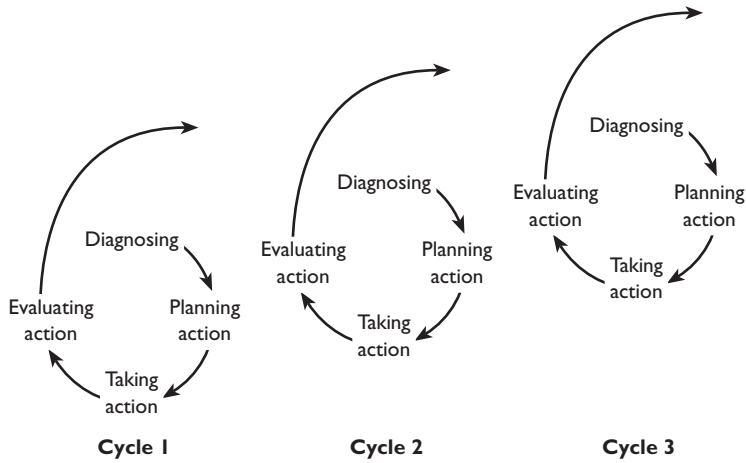 Diagnosing
Evaluating
action
Planning
action
Taking
action
Cycle 1
Diagnosing
Evaluating
action
Planning
action
Taking
action
Cycle 2
Diagnosing
Evaluating
action
Planning
action
Taking
action
Cycle 3